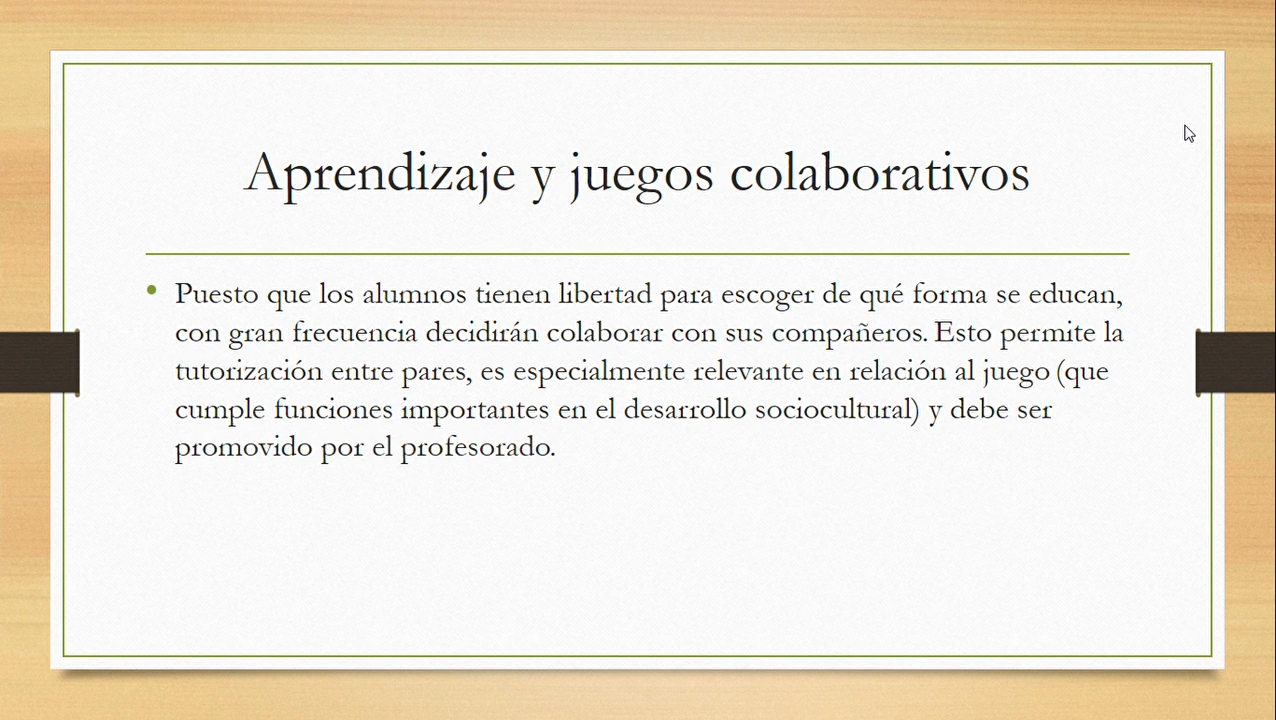 Aprendizaje y juegos colaborativos
• Puesto que los alumnos tienen libertad para escoger de qué forma se educan,
con gran frecuencia decidirán colaborar con sus compañeros. Esto permite la
tutorización entre pares, es especialmente relevante en relación al juego (que
cumple funciones importantes en el desarrollo sociocultural) y debe ser
promovido por el profesorado.